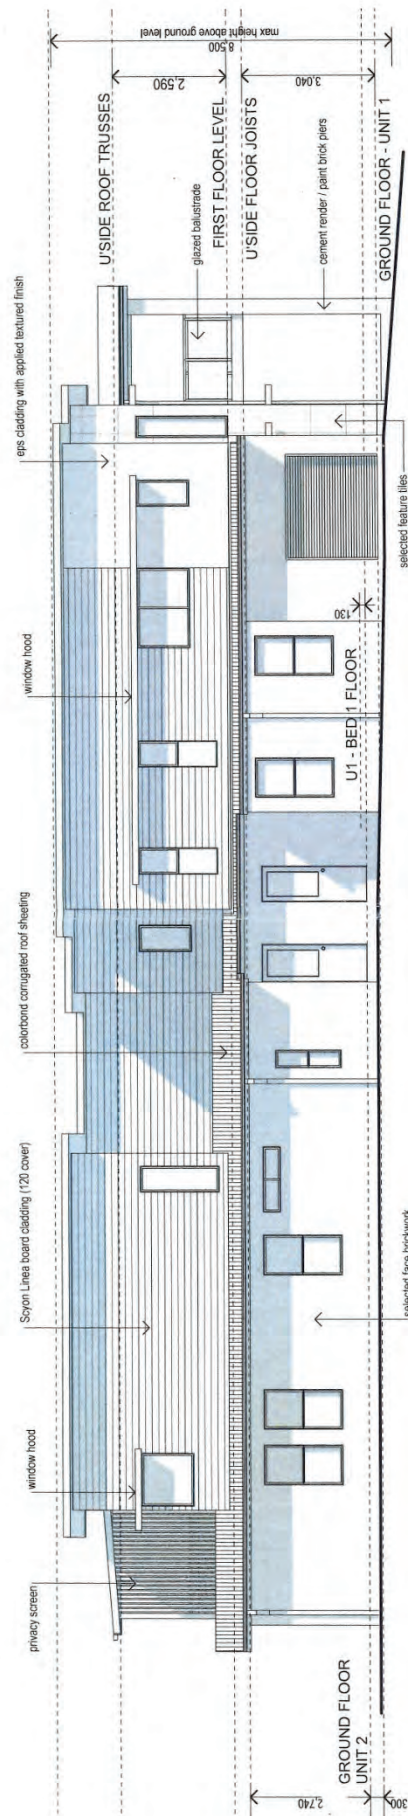 privacy screen
window hood
Scyon Linea board cladding (120 cover)
colorbond corrugated roof sheeting
window hood
eps cladding with applied textured finish
U'SIDE ROOF TRUSSES
glazed balustrade
FIRST FLOOR LEVEL
U'SIDE FLOOR JOISTS
cement render / paint brick piers
GROUND FLOOR - UNIT 1
8,500
max height above ground level
2,590
3,040
GROUND FLOOR
UNIT 2
2,740
300
U1 - BED 1 FLOOR
130
selected face brickwork
selected feature tiles